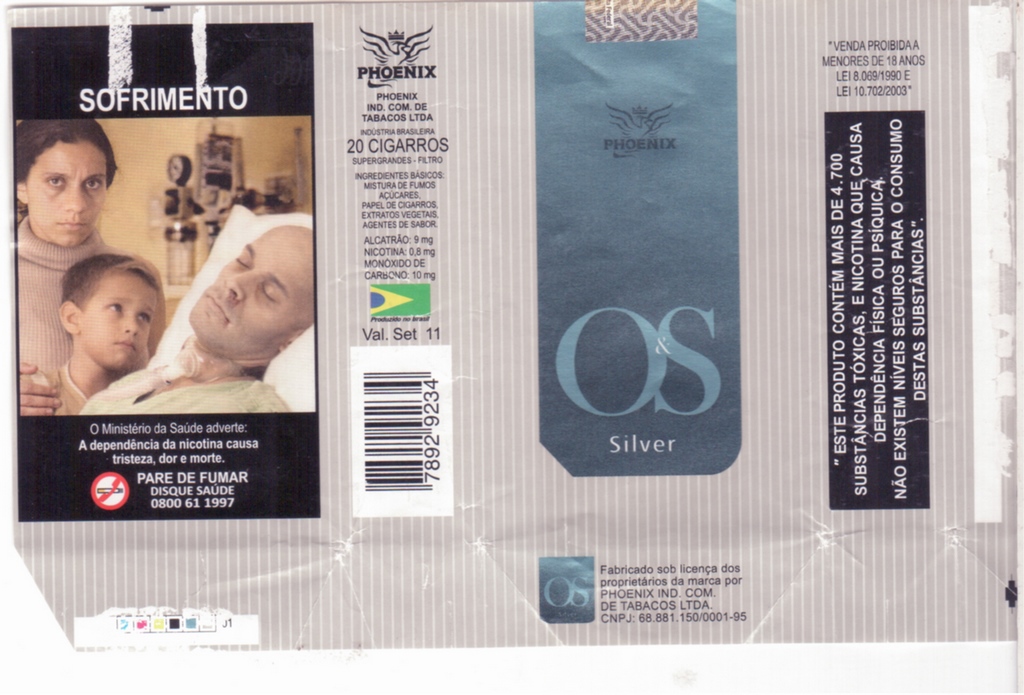 SOFRIMENTO
O Ministério da Saúde adverte:
A dependência da nicotina causa
tristeza, dor e morte.
PARE DE FUMAR
DISQUE SAÚDE
0800 61 1997
J1
PHOENIX
PHOENIX
IND. COM. DE
TABACOS LTDA
INDÚSTRIA BRASILEIRA
20 CIGARROS
SUPERGRANDES - FILTRO
INGREDIENTES BÁSICOS:
MISTURA DE FUMOS
AÇÚCARES,
PAPEL DE CIGARROS,
EXTRATOS VEGETAIS,
AGENTES DE SABOR.
ALCATRÃO: 9 mg
NICOTINA: 0,8 mg
MONÓXIDO DE
CARBONO: 10 mg
Produzido no brasil
Val. Set 11
7892 9234
PHOENIX
O&S
Silver
OS
Fabricado sob licença dos
proprietários da marca por
PHOENIX IND. COM.
DE TABACOS LTDA.
CNPJ: 68.881.150/0001-95
"VENDA PROIBIDA A
MENORES DE 18 ANOS
LEI 8.069/1990 E
LEI 10.702/2003"
" ESTE PRODUTO CONTÉM MAIS DE 4.700
SUBSTÂNCIAS TÓXICAS, E NICOTINA QUE CAUSA
DEPENDÊNCIA FÍSICA OU PSÍQUICA.
NÃO EXISTEM NÍVEIS SEGUROS PARA O CONSUMO
DESTAS SUBSTÂNCIAS".